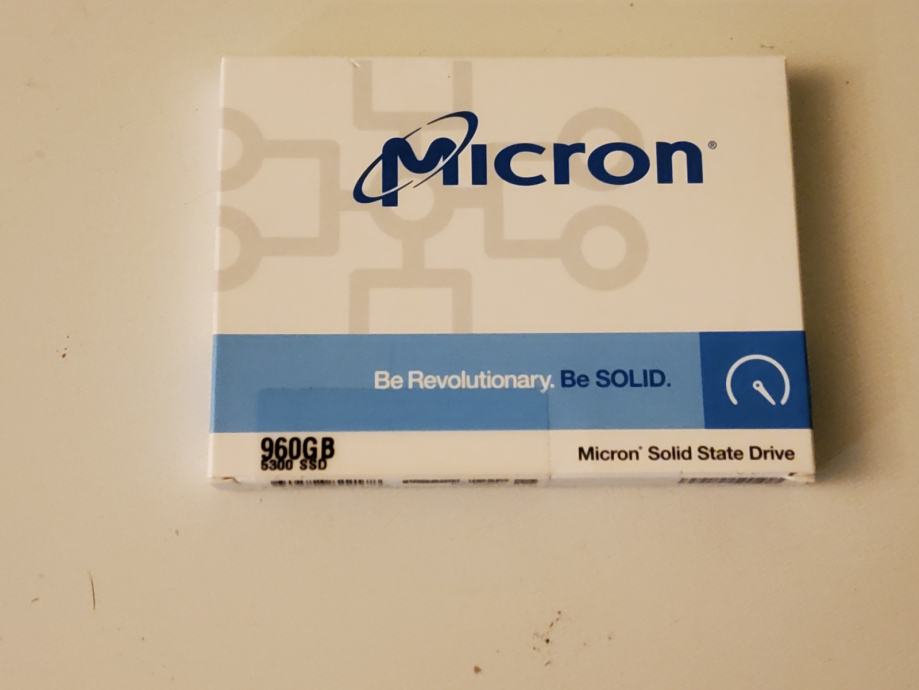 Micron®
Be Revolutionary. Be SOLID.
960GB
5300 SSD
Micron® Solid State Drive